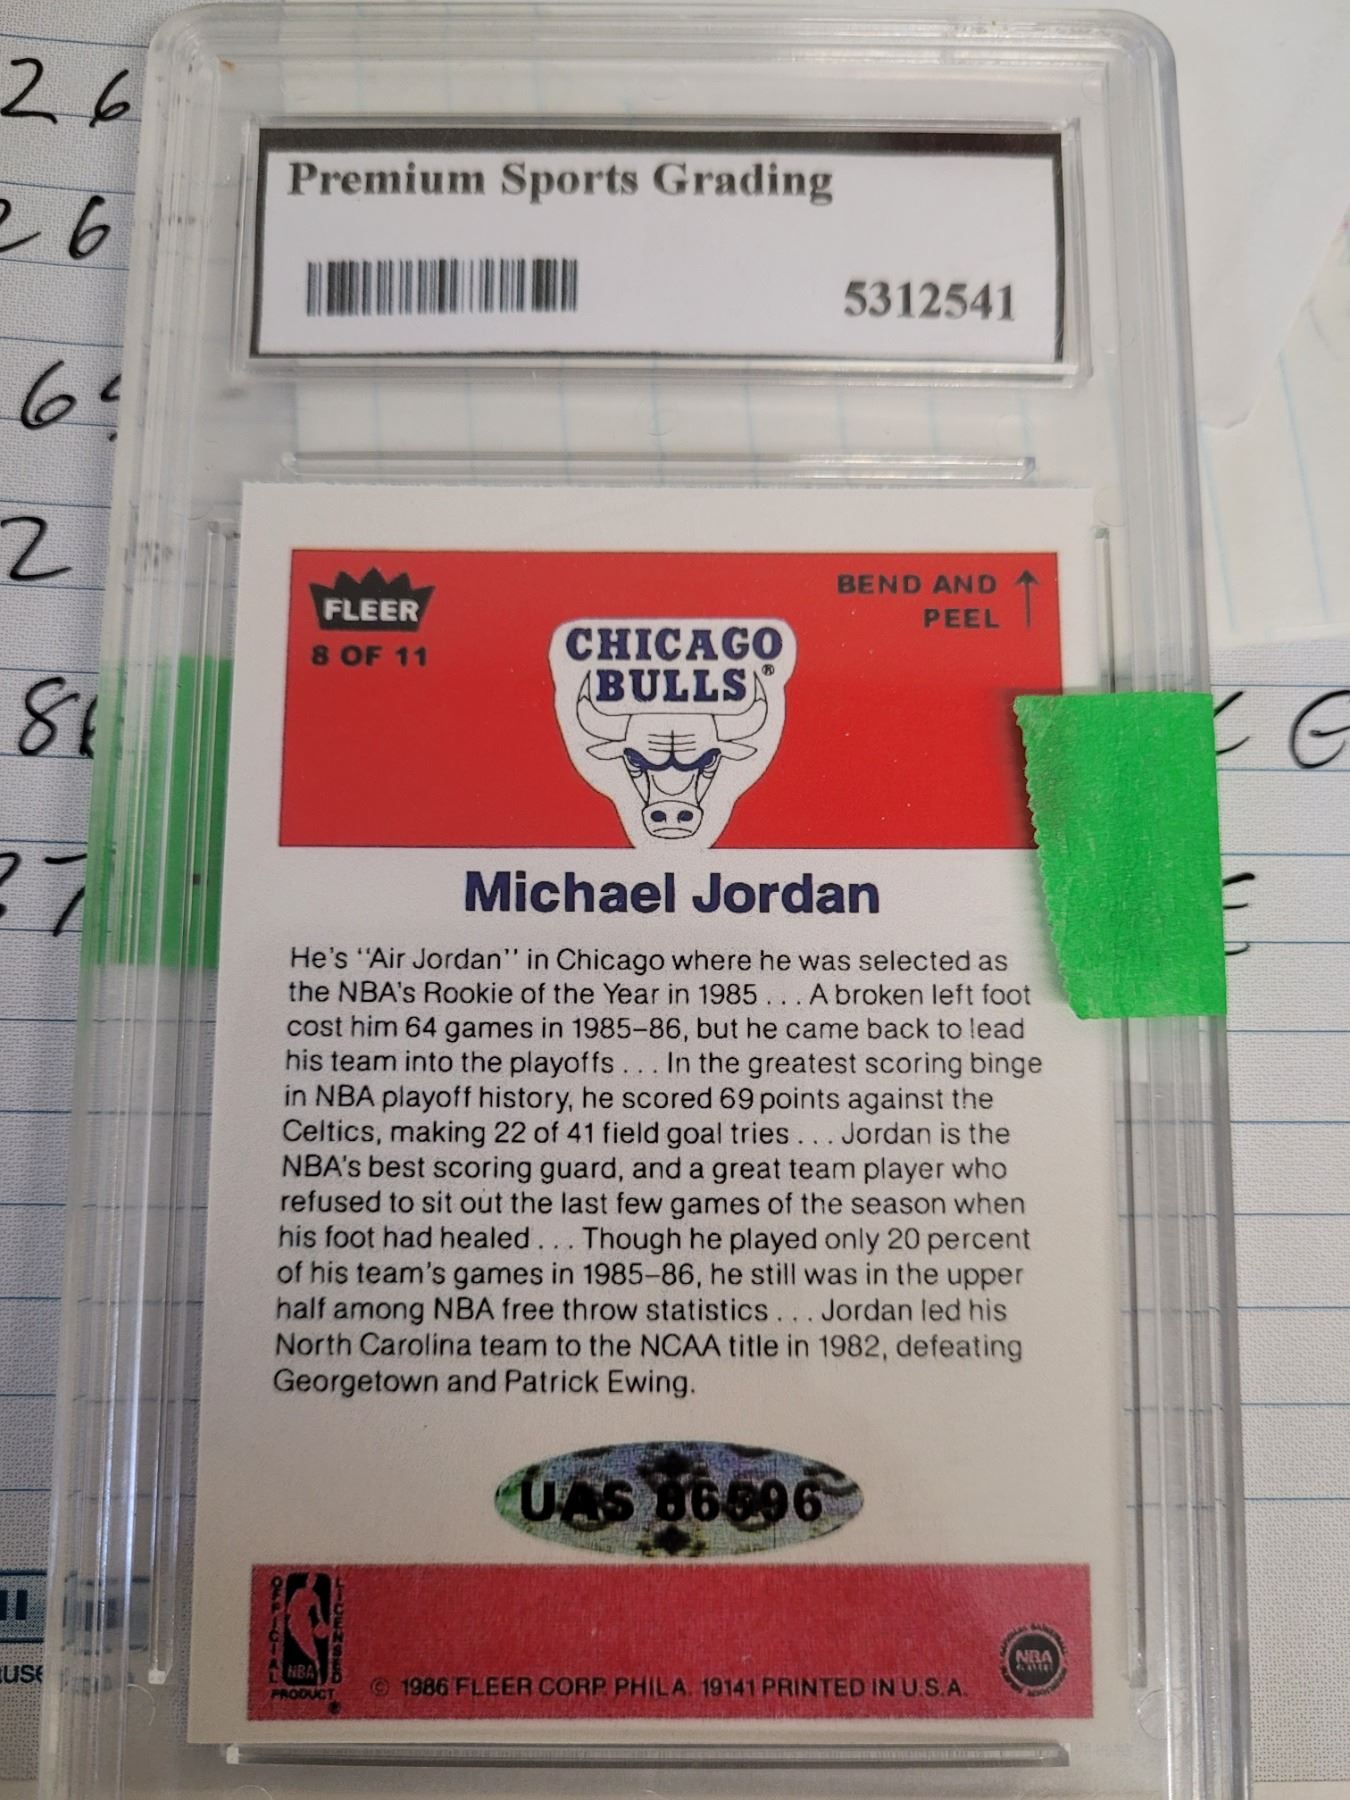 26
26
2
Premium Sports Grading
5312541
FLEER
8 OF 11
BEND AND
PEEL
CHICAGO
BULLS®
Michael Jordan
He's "Air Jordan" in Chicago where he was selected as
the NBA's Rookie of the Year in 1985 . . . A broken left foot
cost him 64 games in 1985–86, but he came back to lead
his team into the playoffs . . . In the greatest scoring binge
in NBA playoff history, he scored 69 points against the
Celtics, making 22 of 41 field goal tries . . . Jordan is the
NBA's best scoring guard, and a great team player who
refused to sit out the last few games of the season when
his foot had healed . . . Though he played only 20 percent
of his team's games in 1985–86, he still was in the upper
half among NBA free throw statistics . . . Jordan led his
North Carolina team to the NCAA title in 1982, defeating
Georgetown and Patrick Ewing.
UAS 86596
OFFICIAL
LICENSED
NBA
PRODUCT ®
© 1986 FLEER CORP. PHILA. 19141 PRINTED IN U.S.A.
NBA